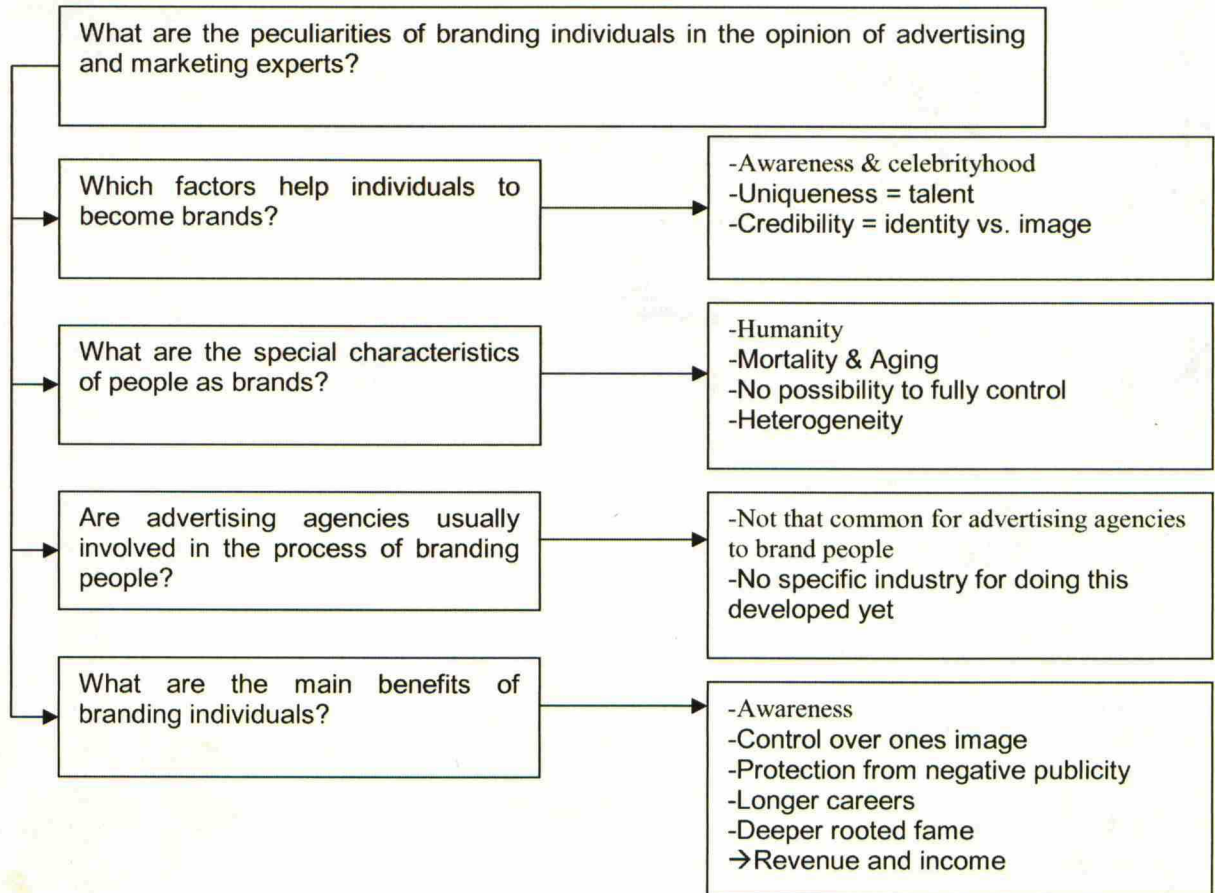 What are the peculiarities of branding individuals in the opinion of advertising
and marketing experts?
Which factors help individuals to
become brands?
-Awareness & celebrityhood
-Uniqueness = talent
-Credibility = identity vs. image
What are the special characteristics
of people as brands?
-Humanity
-Mortality & Aging
-No possibility to fully control
-Heterogeneity
Are advertising agencies usually
involved in the process of branding
people?
-Not that common for advertising agencies
to brand people
-No specific industry for doing this
developed yet
What are the main benefits of
branding individuals?
-Awareness
-Control over ones image
-Protection from negative publicity
-Longer careers
-Deeper rooted fame
→Revenue and income